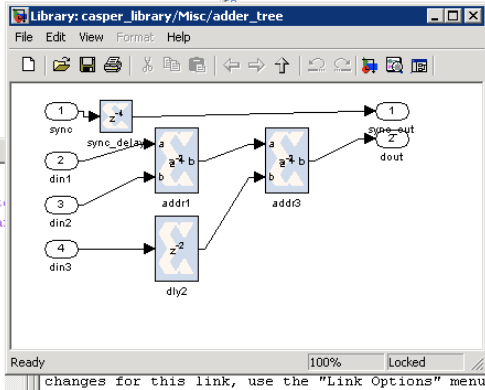 Library: casper_library/Misc/adder_tree
File Edit View Format Help
1
sync
z-4
sync_delay
1
sync_out
2
din1
a
b
addr1
a
b
addr3
2
dout
3
din2
4
din3
z-2
dly2
Ready 100% Locked
changes for this link, use the "Link Options" menu